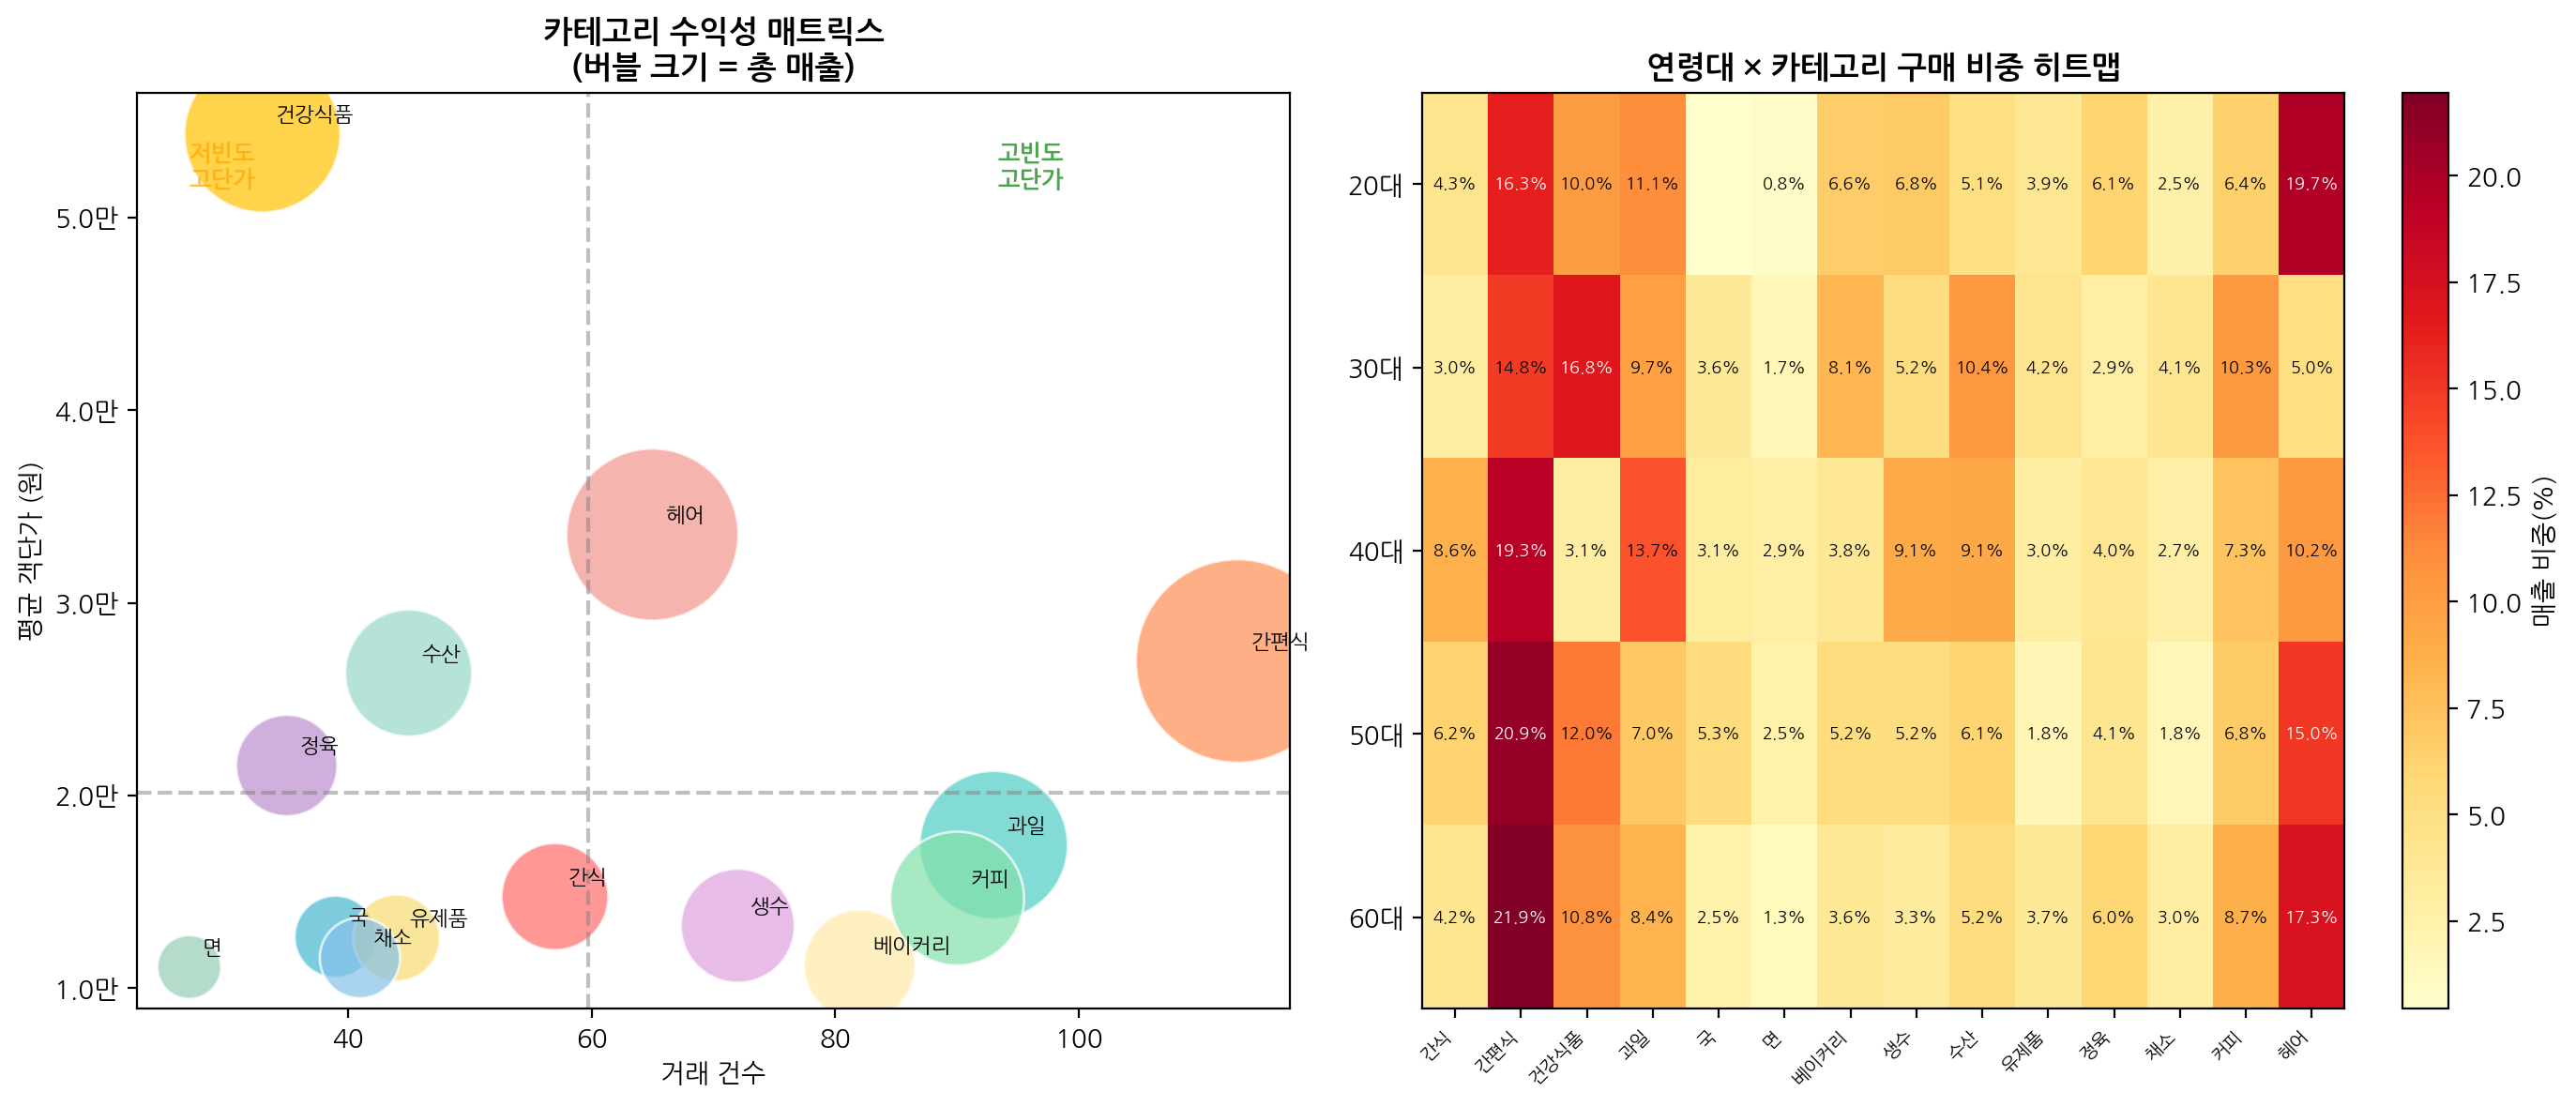 카테고리 수익성 매트릭스
(버블 크기 = 총 매출)
평균 객단가 (원)
5.0만
4.0만
3.0만
2.0만
1.0만
건강식품
저빈도
고단가
고빈도
고단가
헤어
간편식
수산
정육
과일
간식
커피
생수
국
유제품
채소
베이커리
면
40
60
80
100
거래 건수
연령대 × 카테고리 구매 비중 히트맵
20대 4.3% 16.3% 10.0% 11.1% 0.8% 6.6% 6.8% 5.1% 3.9% 6.1% 2.5% 6.4% 19.7%
30대 3.0% 14.8% 16.8% 9.7% 3.6% 1.7% 8.1% 5.2% 10.4% 4.2% 2.9% 4.1% 10.3% 5.0%
40대 8.6% 19.3% 3.1% 13.7% 3.1% 2.9% 3.8% 9.1% 9.1% 3.0% 4.0% 2.7% 7.3% 10.2%
50대 6.2% 20.9% 12.0% 7.0% 5.3% 2.5% 5.2% 5.2% 6.1% 1.8% 4.1% 1.8% 6.8% 15.0%
60대 4.2% 21.9% 10.8% 8.4% 2.5% 1.3% 3.6% 3.3% 5.2% 3.7% 6.0% 3.0% 8.7% 17.3%
간식 간편식 건강식품 과일 국 면 베이커리 생수 수산 유제품 정육 채소 커피 헤어
20.0
17.5
15.0
12.5
10.0
7.5
5.0
2.5
매출 비중(%)